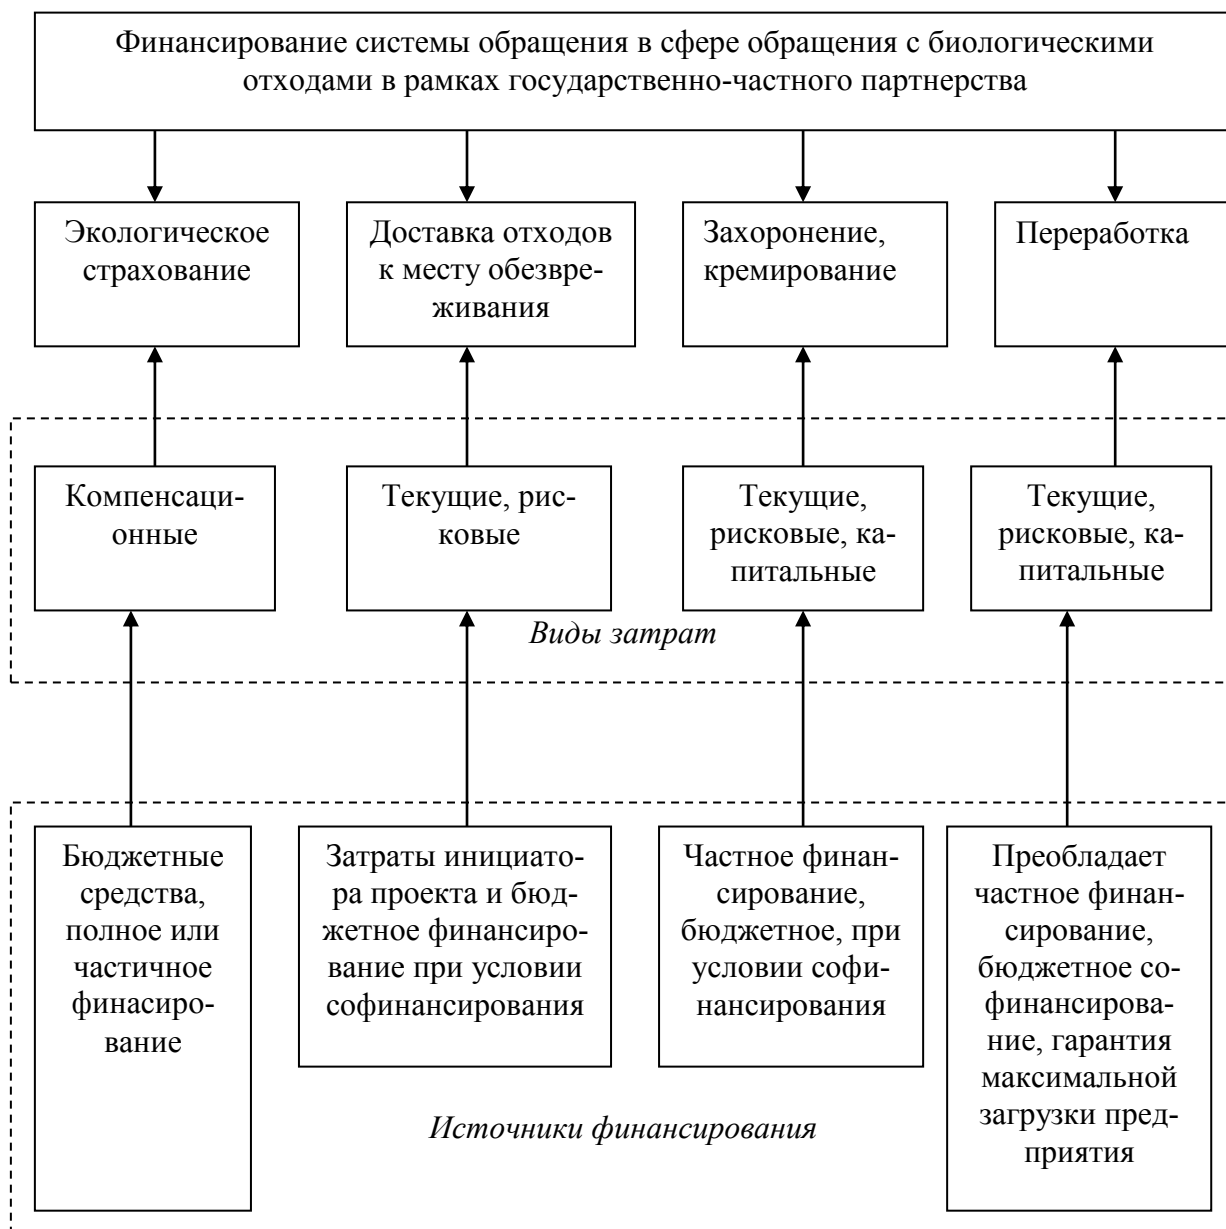 Финансирование системы обращения в сфере обращения с биологическими
отходами в рамках государственно-частного партнерства
Экологическое
страхование
Доставка отходов
к месту обезвре-
живания
Захоронение,
кремирование
Переработка
Компенсаци-
онные
Текущие, рис-
ковые
Текущие,
рисковые, ка-
питальные
Текущие,
рисковые, ка-
питальные
Виды затрат
Бюджетные
средства,
полное или
частичное
финасиро-
вание
Затраты инициато-
ра проекта и бюд-
жетное финансиро-
вание при условии
софинансирования
Частное финан-
сирование,
бюджетное, при
условии софи-
нансирования
Преобладает
частное финан-
сирование,
бюджетное со-
финансирова-
ние, гарантия
максимальной
загрузки пред-
приятия
Источники финансирования